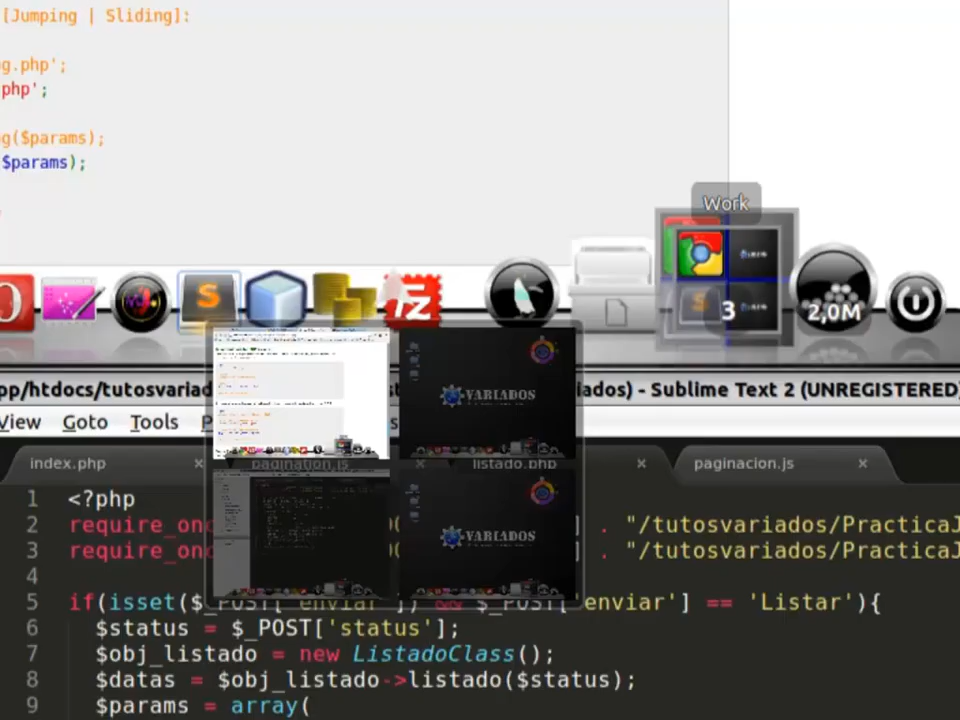 [Jumping | Sliding]:
g.php';
php';
g($params);
$params);
Work
S
fz
3
2,0M
pp/htdocs/tutosvariad iados) - Sublime Text 2 (UNREGISTERED)
View Goto Tools P s
VARIADOS
index.php × pagination.js × listado.php × paginacion.js ×
1 <?php
2 require_onc ] . "/tutosvariados/PracticaJ
3 require_onc ] . "/tutosvariados/PracticaJ
4
5 if(isset($_POST['enviar']) && $_POST['enviar'] == 'Listar'){
VARIADOS
6 $status = $_POST['status'];
7 $obj_listado = new ListadoClass();
8 $datas = $obj_listado->listado($status);
9 $params = array(